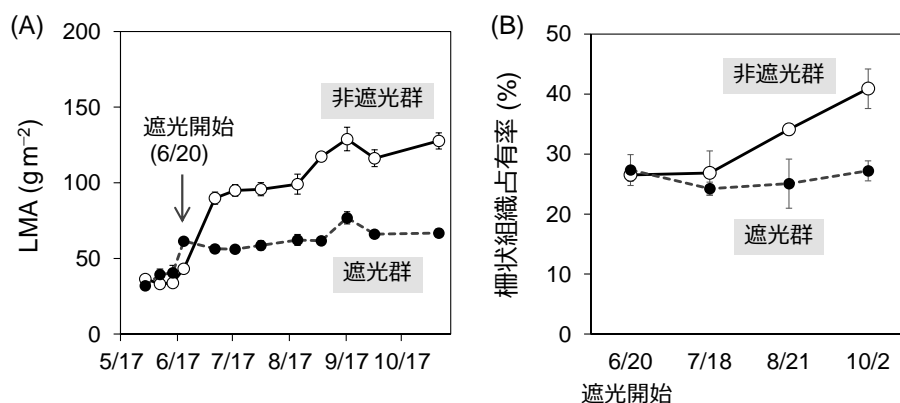 (A)
LMA (g m⁻²)
200
150
100
50
0
遮光開始
(6/20)
非遮光群
遮光群
5/17 6/17 7/17 8/17 9/17 10/17
(B)
柵状組織占有率 (%)
50
40
30
20
10
0
非遮光群
遮光群
6/20 7/18 8/21 10/2
遮光開始